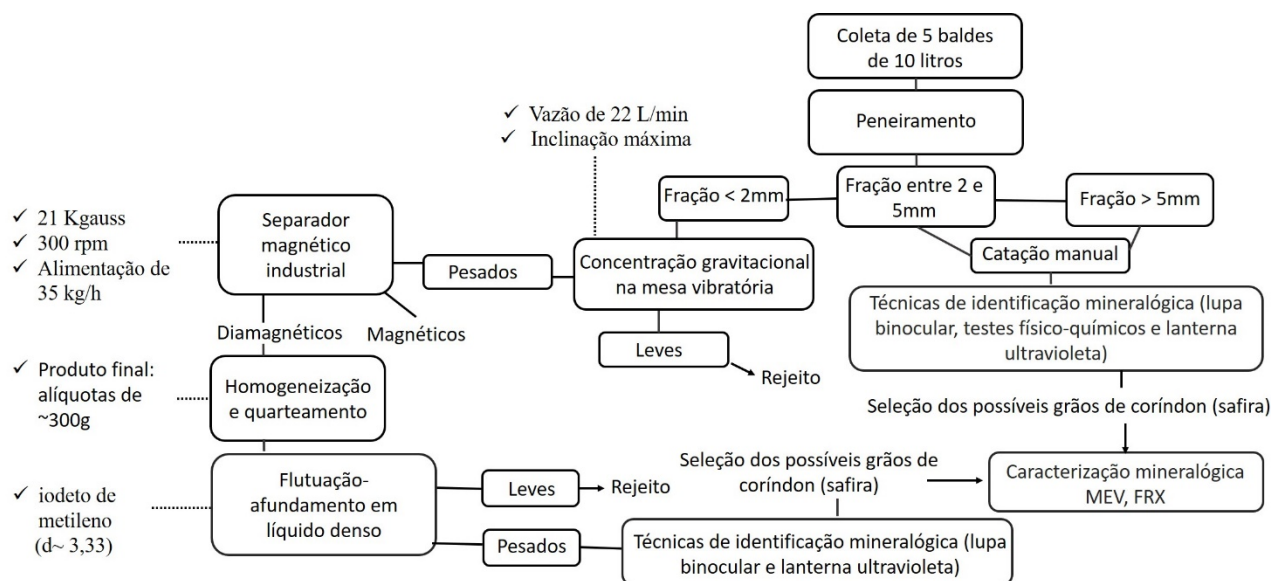 Coleta de 5 baldes
de 10 litros
Peneiramento
✓ Vazão de 22 L/min
✓ Inclinação máxima
Fração < 2mm
Fração entre 2 e
5mm
Fração > 5mm
Catação manual
Técnicas de identificação mineralógica (lupa
binocular, testes físico-químicos e lanterna
ultravioleta)
Seleção dos possíveis grãos de coríndon (safira)
Caracterização mineralógica
MEV, FRX
Concentração gravitacional
na mesa vibratória
Leves
Rejeito
Pesados
✓ 21 Kgauss
✓ 300 rpm
✓ Alimentação de
35 kg/h
Separador
magnético
industrial
Diamagnéticos
Magnéticos
✓ Produto final:
alíquotas de
~300g
Homogeneização
e quarteamento
✓ iodeto de
metileno
(d~ 3,33)
Flutuação-
afundamento em
líquido denso
Leves
Rejeito
Pesados
Técnicas de identificação mineralógica (lupa
binocular e lanterna ultravioleta)
Seleção dos possíveis grãos de
coríndon (safira)